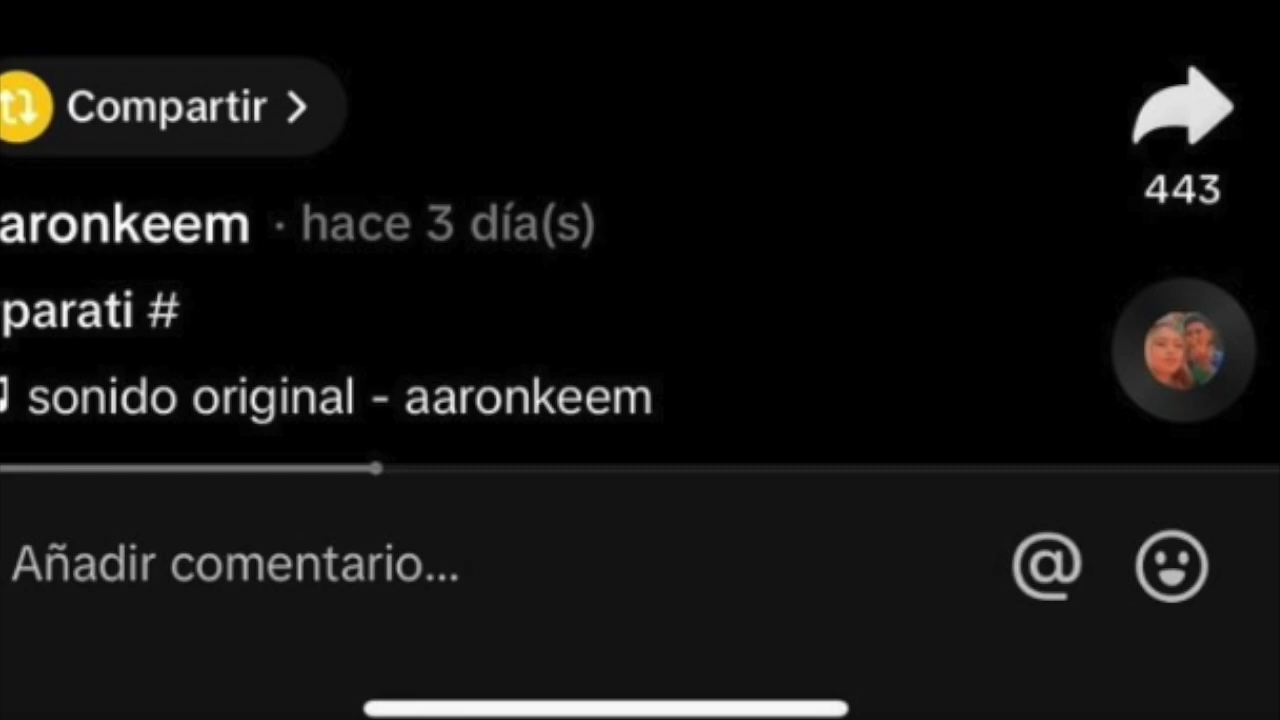 Compartir
aronkeem · hace 3 día(s)
parati #
sonido original - aaronkeem
443
Añadir comentario...
@